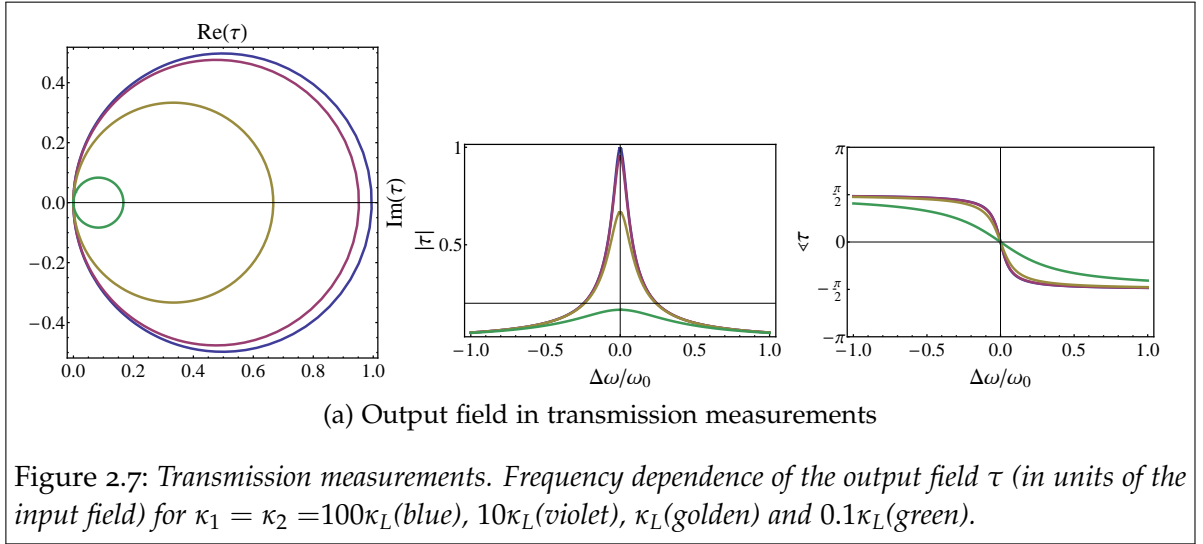 Re(τ)
0.4
0.2
0.0
−0.2
−0.4
0.0 0.2 0.4 0.6 0.8 1.0
Im(τ)
|τ|
1
0.5
−1.0 −0.5 0.0 0.5 1.0
Δω/ω₀
∢τ
π
π/2
0
−π/2
−π
−1.0 −0.5 0.0 0.5 1.0
Δω/ω₀
(a) Output field in transmission measurements
Figure 2.7: Transmission measurements. Frequency dependence of the output field τ (in units of the
input field) for κ₁ = κ₂ =100κ_L(blue), 10κ_L(violet), κ_L(golden) and 0.1κ_L(green).